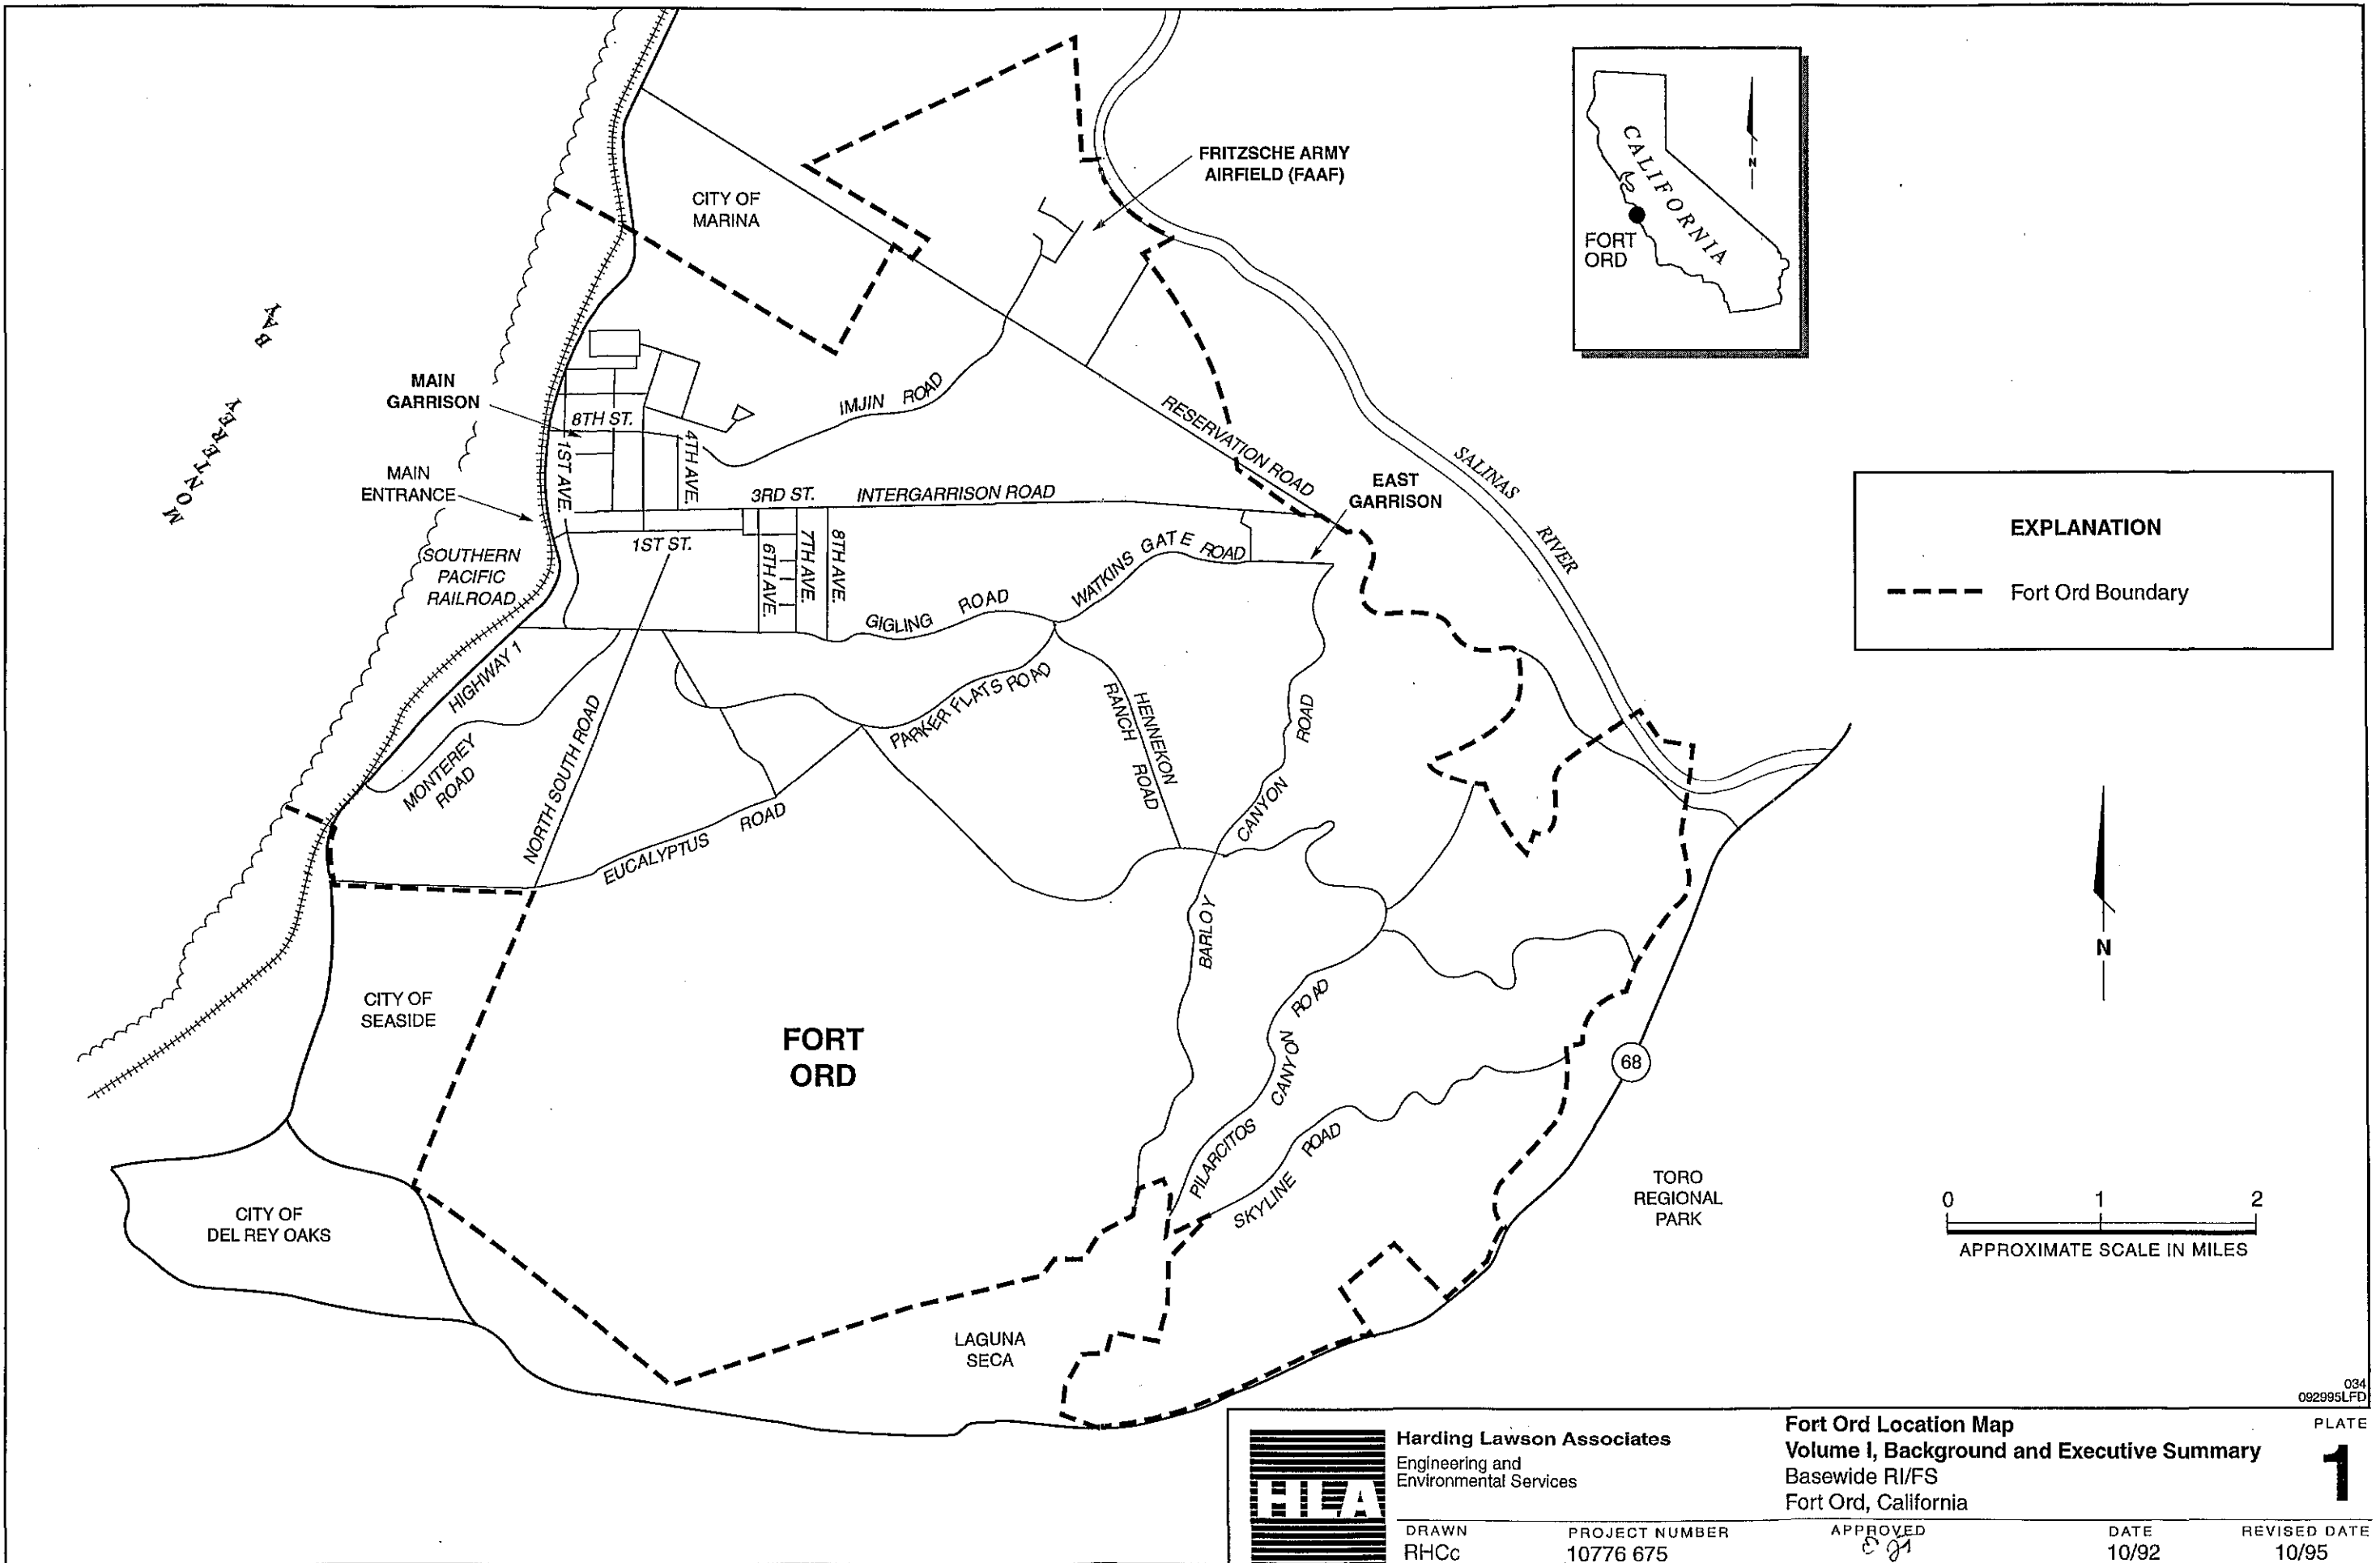 FRITZSCHE ARMY
AIRFIELD (FAAF)
CITY OF
MARINA
CALIFORNIA
N
FORT
ORD
MONTEREY BAY
MAIN
GARRISON
8TH ST.
1ST AVE.
4TH AVE.
IMJIN ROAD
RESERVATION ROAD
MAIN
ENTRANCE
3RD ST.
INTERGARRISON ROAD
EAST
GARRISON
SALINAS RIVER
EXPLANATION
Fort Ord Boundary
SOUTHERN
PACIFIC
RAILROAD
1ST ST.
6TH AVE.
7TH AVE.
8TH AVE.
GIGLING ROAD
WATKINS GATE ROAD
HIGHWAY 1
MONTEREY
ROAD
NORTH SOUTH ROAD
PARKER FLATS ROAD
HENNEKON
RANCH ROAD
EUCALYPTUS ROAD
BARLOY CANYON ROAD
N
CITY OF
SEASIDE
FORT
ORD
PILARCITOS CANYON ROAD
SKYLINE ROAD
68
CITY OF
DEL REY OAKS
TORO
REGIONAL
PARK
0 1 2
APPROXIMATE SCALE IN MILES
LAGUNA
SECA
034
092995LFD
HLA
Harding Lawson Associates
Engineering and
Environmental Services
Fort Ord Location Map
Volume I, Background and Executive Summary
Basewide RI/FS
Fort Ord, California
PLATE
1
DRAWN
RHCc
PROJECT NUMBER
10776 675
APPROVED
DATE
10/92
REVISED DATE
10/95